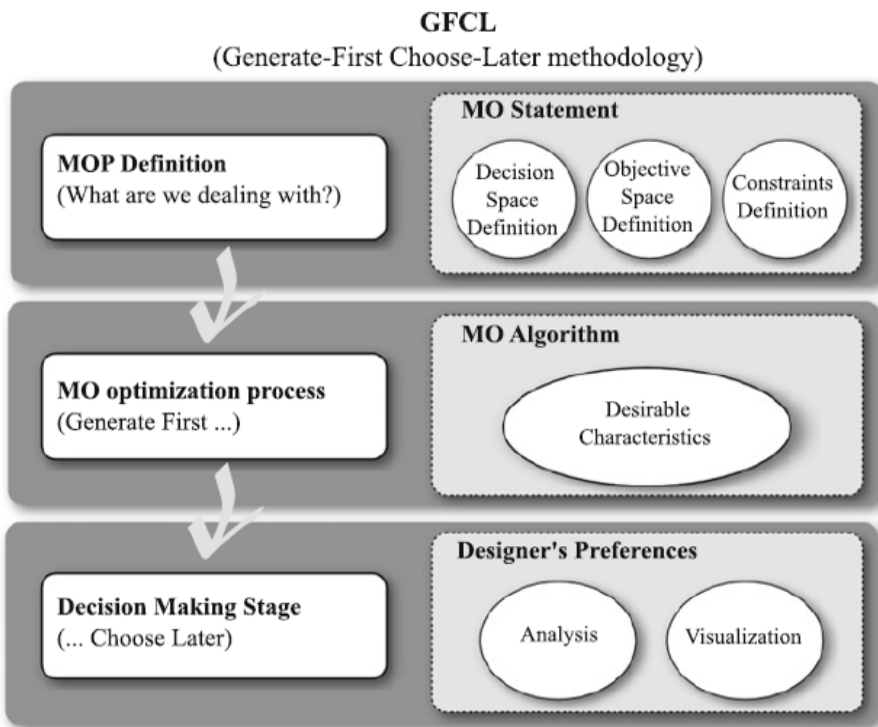 GFCL
(Generate-First Choose-Later methodology)
MOP Definition
(What are we dealing with?)
MO Statement
Decision
Space
Definition
Objective
Space
Definition
Constraints
Definition
MO optimization process
(Generate First ...)
MO Algorithm
Desirable
Characteristics
Decision Making Stage
(... Choose Later)
Designer's Preferences
Analysis
Visualization